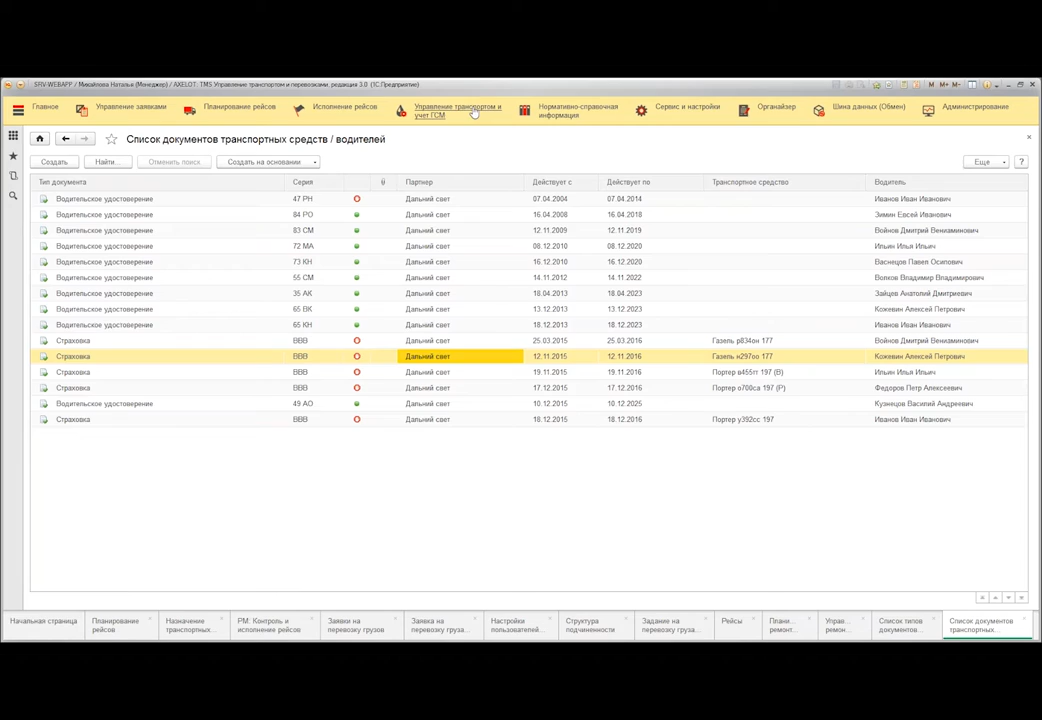 SRV-WEBAPP / Михайлова Наталья (Менеджер) / AXELOT: TMS Управление транспортом и перевозками, редакция 3.0 (1С:Предприятие)
M M+ M-
Главное Управление заявками Планирование рейсов Исполнение рейсов Управление транспортом и учет ГСМ Нормативно-справочная информация Сервис и настройки Органайзер Шина данных (Обмен) Администрирование
Список документов транспортных средств / водителей
Создать Найти... Отменить поиск Создать на основании Еще ?
Тип документа Серия Партнер Действует с Действует по Транспортное средство Водитель
Водительское удостоверение 47 РН Дальний свет 07.04.2004 07.04.2014 Иванов Иван Иванович
Водительское удостоверение 84 РО Дальний свет 16.04.2008 16.04.2018 Зимин Евсей Иванович
Водительское удостоверение 83 СМ Дальний свет 12.11.2009 12.11.2019 Войнов Дмитрий Вениаминович
Водительское удостоверение 72 МА Дальний свет 08.12.2010 08.12.2020 Ильин Илья Ильич
Водительское удостоверение 73 КН Дальний свет 16.12.2010 16.12.2020 Васнецов Павел Осипович
Водительское удостоверение 55 СМ Дальний свет 14.11.2012 14.11.2022 Волков Владимир Владимирович
Водительское удостоверение 35 АК Дальний свет 18.04.2013 18.04.2023 Зайцев Анатолий Дмитриевич
Водительское удостоверение 65 ВК Дальний свет 13.12.2013 13.12.2023 Кожевин Алексей Петрович
Водительское удостоверение 65 КН Дальний свет 18.12.2013 18.12.2023 Иванов Иван Иванович
Страховка ВВВ Дальний свет 25.03.2015 25.03.2016 Газель р834он 177 Войнов Дмитрий Вениаминович
Страховка ВВВ Дальний свет 12.11.2015 12.11.2016 Газель н297оо 177 Кожевин Алексей Петрович
Страховка ВВВ Дальний свет 19.11.2015 19.11.2016 Портер в455тт 197 (В) Ильин Илья Ильич
Страховка ВВВ Дальний свет 17.12.2015 17.12.2016 Портер о700са 197 (Р) Федоров Петр Алексеевич
Водительское удостоверение 49 АО Дальний свет 10.12.2015 10.12.2025 Кузнецов Василий Андреевич
Страховка ВВВ Дальний свет 18.12.2015 18.12.2016 Портер у392сс 197 Иванов Иван Иванович
Начальная страница Планирование рейсов Назначение транспортных... РМ: Контроль и исполнение рейсов Заявки на перевозку грузов Заявка на перевозку груза... Настройки пользователей... Структура подчиненности Задание на перевозку груза... Рейсы Плани... ремонт... Управ... ремон... Список типов документов... Список документов транспортных...